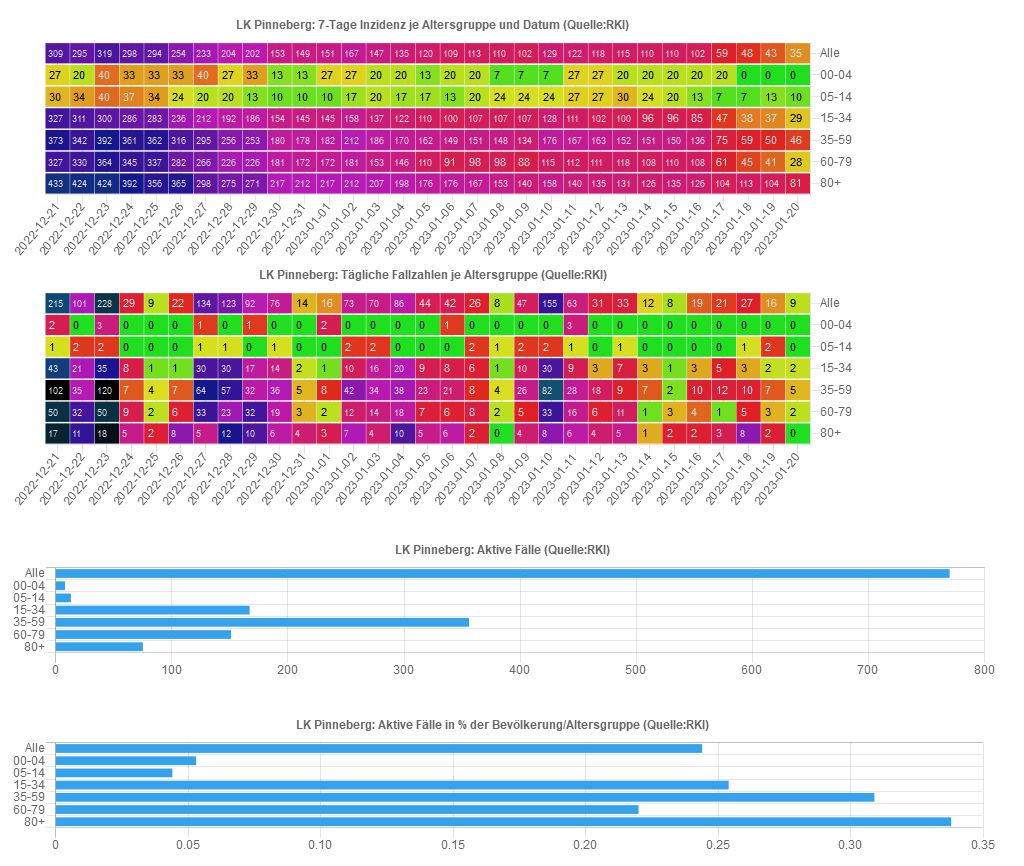 LK Pinneberg: 7-Tage Inzidenz je Altersgruppe und Datum (Quelle:RKI)
309 295 319 298 294 254 233 204 202 153 149 151 167 147 135 120 109 113 110 102 129 122 118 115 110 110 102 59 48 43 35 Alle
27 20 40 33 33 33 40 27 33 13 13 27 27 20 20 13 20 20 7 7 7 27 27 20 20 20 20 20 0 0 0 00-04
30 34 40 37 34 24 20 20 13 10 10 10 17 20 17 20 20 24 24 24 24 27 27 30 24 20 13 7 7 13 10 05-14
327 311 300 286 283 236 212 192 186 154 145 145 158 137 122 110 100 107 107 107 128 111 102 100 96 96 85 47 38 37 29 15-34
373 342 392 361 362 316 295 256 253 180 178 182 213 186 177 149 151 148 134 176 167 163 152 151 150 136 75 59 50 46 35-59
327 330 364 345 337 282 266 226 226 181 172 172 181 153 146 110 91 98 98 88 115 112 111 118 108 110 108 61 45 41 28 60-79
433 424 424 392 356 365 298 275 271 217 212 217 212 207 198 176 176 167 153 140 158 140 135 131 126 135 126 104 113 104 81 80+
2022-12-21 2022-12-22 2022-12-23 2022-12-24 2022-12-25 2022-12-26 2022-12-27 2022-12-28 2022-12-29 2022-12-30 2022-12-31 2023-01-01 2023-01-02 2023-01-03 2023-01-04 2023-01-05 2023-01-06 2023-01-07 2023-01-08 2023-01-09 2023-01-10 2023-01-11 2023-01-12 2023-01-13 2023-01-14 2023-01-15 2023-01-16 2023-01-17 2023-01-18 2023-01-19 2023-01-20
LK Pinneberg: Tägliche Fallzahlen je Altersgruppe (Quelle:RKI)
215 101 228 29 9 22 134 123 92 76 14 16 73 70 86 44 42 26 8 47 155 63 31 33 12 8 19 21 27 16 9 Alle
2 0 3 0 0 0 1 0 1 0 0 2 0 0 0 0 1 0 0 0 0 3 0 0 0 0 0 0 0 0 0 00-04
1 2 2 0 0 0 1 1 0 1 0 0 2 2 0 0 0 2 1 2 2 1 0 1 0 0 0 0 1 2 0 05-14
43 21 35 8 1 1 30 30 17 14 2 1 10 16 20 9 8 6 1 10 30 9 3 7 3 1 3 5 3 2 2 15-34
102 35 120 7 4 7 64 57 32 36 5 8 42 34 38 23 21 8 4 26 82 28 18 9 7 2 10 12 10 7 5 35-59
50 32 50 9 2 6 33 23 32 19 3 2 12 14 18 7 6 8 2 5 33 16 6 11 1 3 4 1 5 3 2 60-79
17 11 18 5 2 8 5 12 10 6 4 3 7 4 10 5 6 2 0 4 8 6 4 5 1 2 2 3 8 2 0 80+
2022-12-21 2022-12-22 2022-12-23 2022-12-24 2022-12-25 2022-12-26 2022-12-27 2022-12-28 2022-12-29 2022-12-30 2022-12-31 2023-01-01 2023-01-02 2023-01-03 2023-01-04 2023-01-05 2023-01-06 2023-01-07 2023-01-08 2023-01-09 2023-01-10 2023-01-11 2023-01-12 2023-01-13 2023-01-14 2023-01-15 2023-01-16 2023-01-17 2023-01-18 2023-01-19 2023-01-20
LK Pinneberg: Aktive Fälle (Quelle:RKI)
Alle
00-04
05-14
15-34
35-59
60-79
80+
0 100 200 300 400 500 600 700 800
LK Pinneberg: Aktive Fälle in % der Bevölkerung/Altersgruppe (Quelle:RKI)
Alle
00-04
05-14
15-34
35-59
60-79
80+
0 0.05 0.10 0.15 0.20 0.25 0.30 0.35